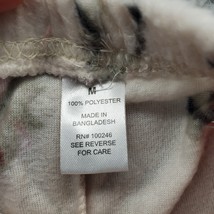 M
100% POLYESTER
MADE IN
BANGLADESH
RN# 100246
SEE REVERSE
FOR CARE